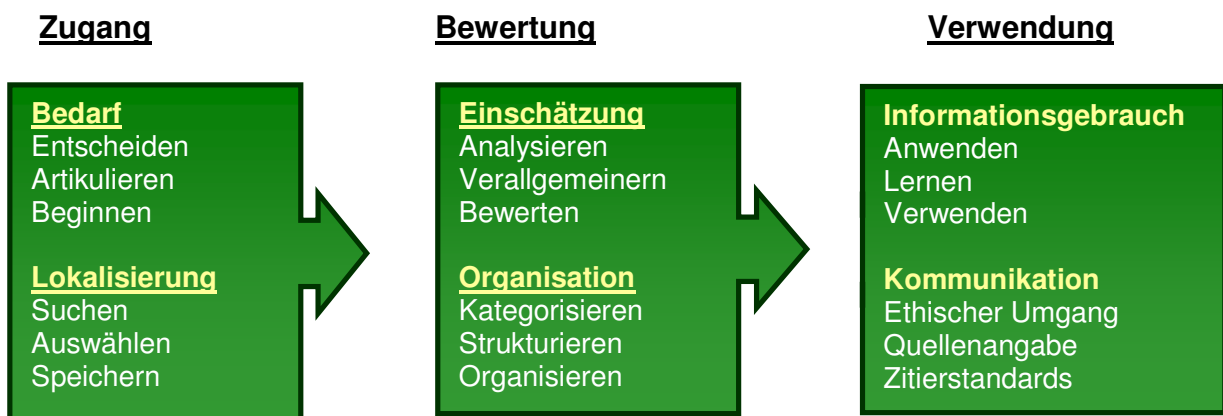 Zugang
Bedarf
Entscheiden
Artikulieren
Beginnen
Lokalisierung
Suchen
Auswählen
Speichern
Bewertung
Einschätzung
Analysieren
Verallgemeinern
Bewerten
Organisation
Kategorisieren
Strukturieren
Organisieren
Verwendung
Informationsgebrauch
Anwenden
Lernen
Verwenden
Kommunikation
Ethischer Umgang
Quellenangabe
Zitierstandards